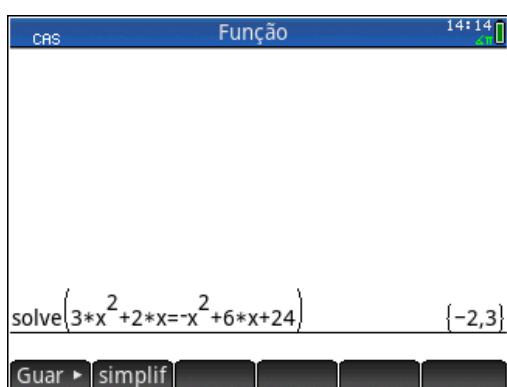 CAS Função 14:14
∡π
solve(3*x²+2*x=-x²+6*x+24) {-2,3}
Guar ► simplif